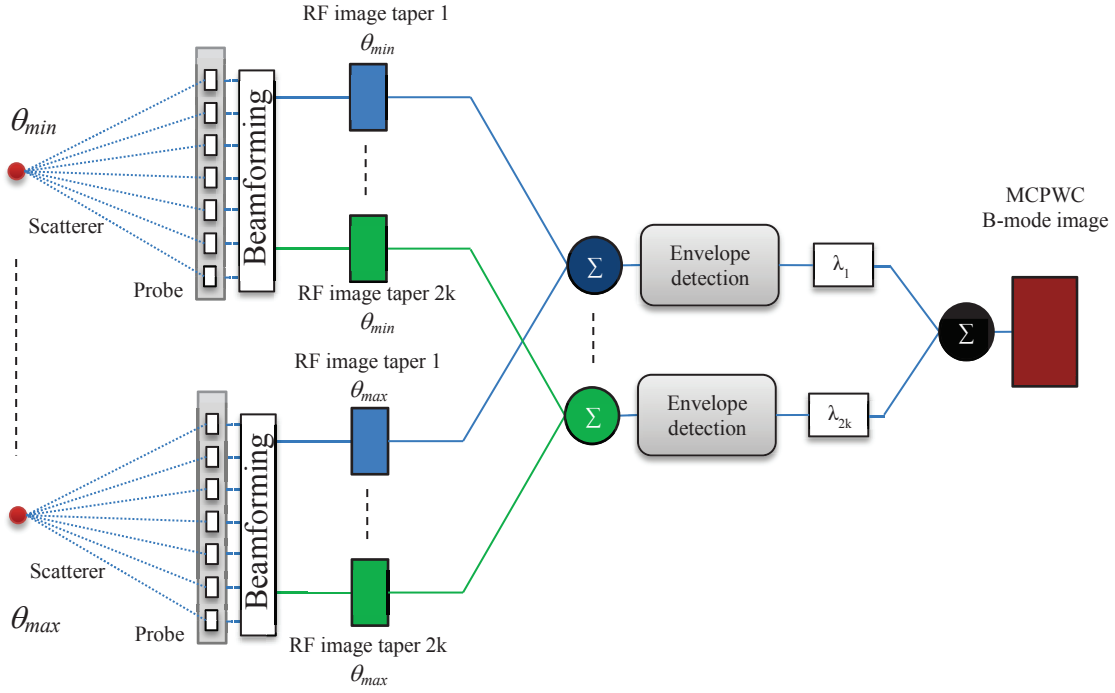 RF image taper 1
θmin
θmin
Scatterer
Probe
Beamforming
RF image taper 2k
θmin
RF image taper 1
θmax
Scatterer
θmax
Probe
Beamforming
RF image taper 2k
θmax
Σ
Envelope
detection
λ1
Σ
Envelope
detection
λ2k
Σ
MCPWC
B-mode image